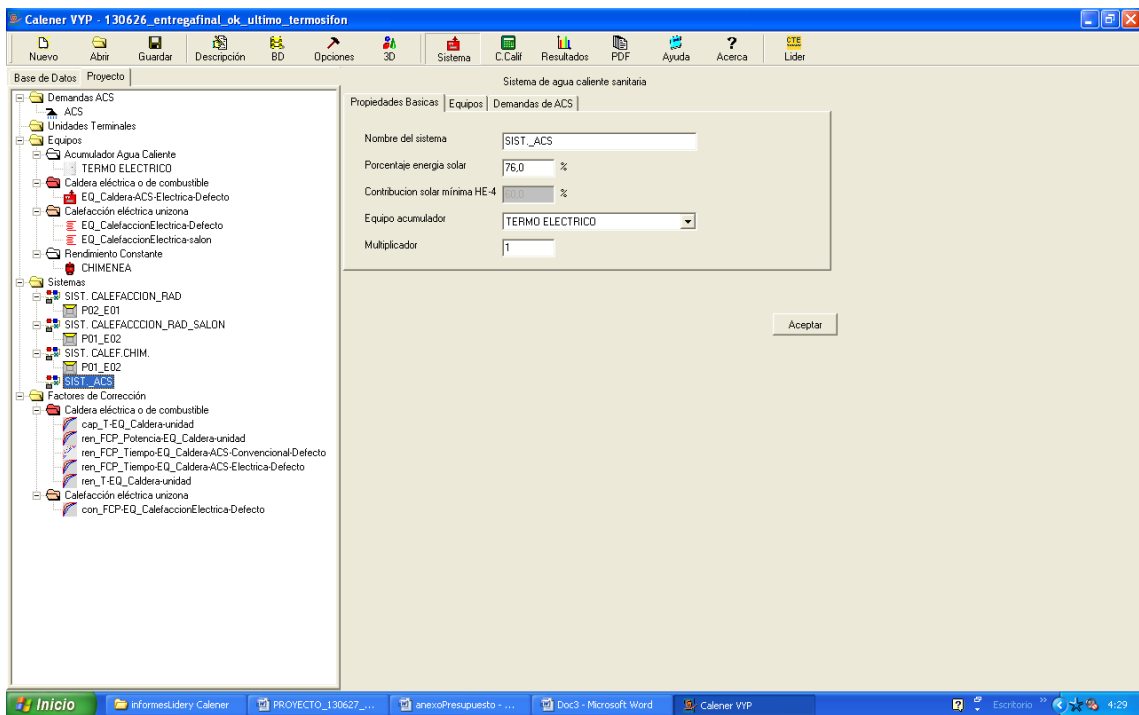 Calener VYP - 130626_entregafinal_ok_ultimo_termosifon
Nuevo Abrir Guardar Descripción BD Opciones 3D Sistema C.Calif Resultados PDF Ayuda Acerca Lider
CTE
Base de Datos Proyecto
Sistema de agua caliente sanitaria
Demandas ACS
ACS
Unidades Terminales
Equipos
Acumulador Agua Caliente
TERMO ELECTRICO
Caldera eléctrica o de combustible
EQ_Caldera-ACS-Electrica-Defecto
Calefacción eléctrica unizona
EQ_CalefaccionElectrica-Defecto
EQ_CalefaccionElectrica-salon
Rendimiento Constante
CHIMENEA
Sistemas
SIST. CALEFACCION_RAD
P02_E01
SIST. CALEFACCCION_RAD_SALON
P01_E02
SIST. CALEF.CHIM.
P01_E02
SIST._ACS
Factores de Corrección
Caldera eléctrica o de combustible
cap_T-EQ_Caldera-unidad
ren_FCP_Potencia-EQ_Caldera-unidad
ren_FCP_Tiempo-EQ_Caldera-ACS-Convencional-Defecto
ren_FCP_Tiempo-EQ_Caldera-ACS-Electrica-Defecto
ren_T-EQ_Caldera-unidad
Calefacción eléctrica unizona
con_FCP-EQ_CalefaccionElectrica-Defecto
Propiedades Basicas Equipos Demandas de ACS
Nombre del sistema SIST._ACS
Porcentaje energia solar 76,0 %
Contribucion solar mínima HE-4 60,0 %
Equipo acumulador TERMO ELECTRICO
Multiplicador 1
Aceptar
Inicio informesLidery Calener PROYECTO_130627_... anexoPresupuesto - ... Doc3 - Microsoft Word Calener VYP Escritorio » 4:29